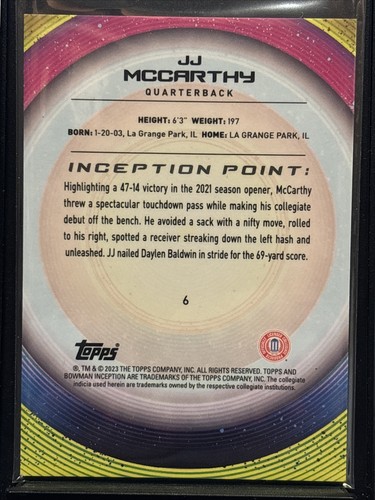 JJ
MCCARTHY
QUARTERBACK
HEIGHT: 6'3" WEIGHT: 197
BORN: 1-20-03, La Grange Park, IL HOME: LA GRANGE PARK, IL
INCEPTION POINT:
Highlighting a 47-14 victory in the 2021 season opener, McCarthy
threw a spectacular touchdown pass while making his collegiate
debut off the bench. He avoided a sack with a nifty move, rolled
to his right, spotted a receiver streaking down the left hash and
unleashed. JJ nailed Daylen Baldwin in stride for the 69-yard score.
6
Topps
®, TM & © 2023 THE TOPPS COMPANY, INC. ALL RIGHTS RESERVED. TOPPS AND
BOWMAN INCEPTION ARE TRADEMARKS OF THE TOPPS COMPANY, INC. The collegiate
indicia used herein are trademarks owned by the respective collegiate institutions